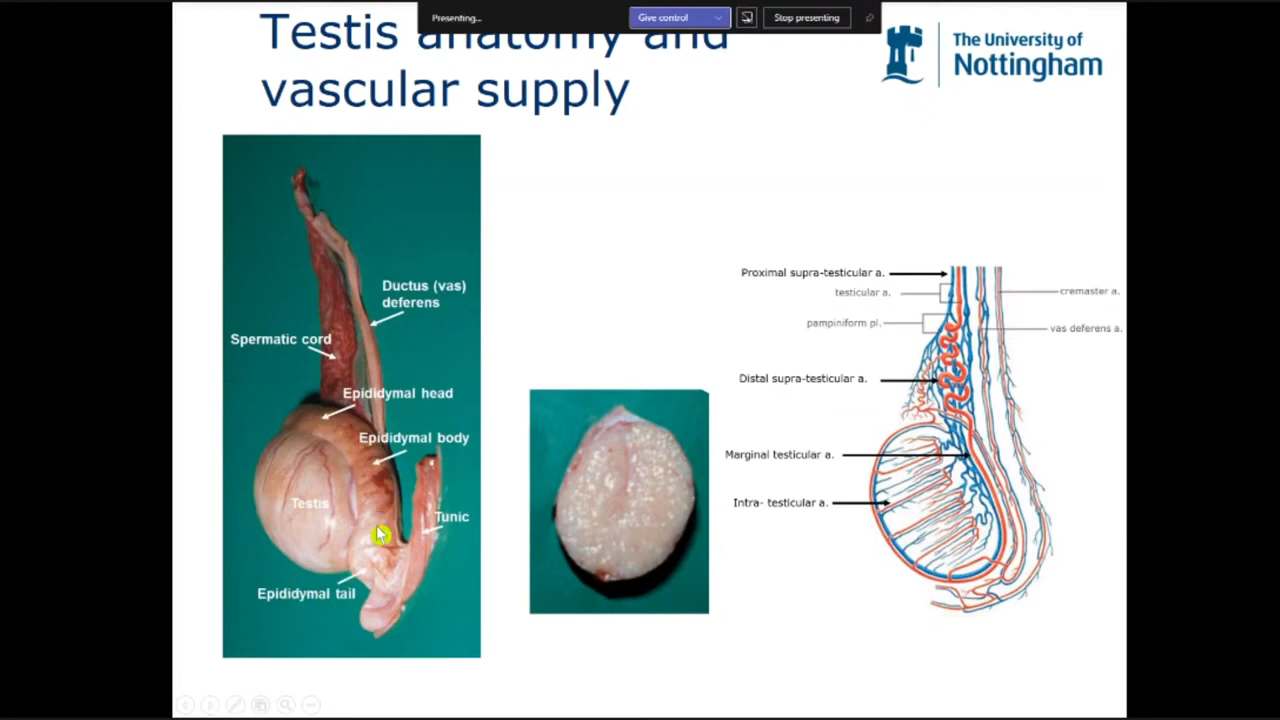 Presenting...
Give control
Stop presenting
Testis anatomy and
vascular supply
The University of
Nottingham
Ductus (vas)
deferens
Spermatic cord
Epididymal head
Epididymal body
Testis
Tunic
Epididymal tail
Proximal supra-testicular a.
testicular a.
cremaster a.
pampiniform pl.
vas deferens a.
Distal supra-testicular a.
Marginal testicular a.
Intra- testicular a.